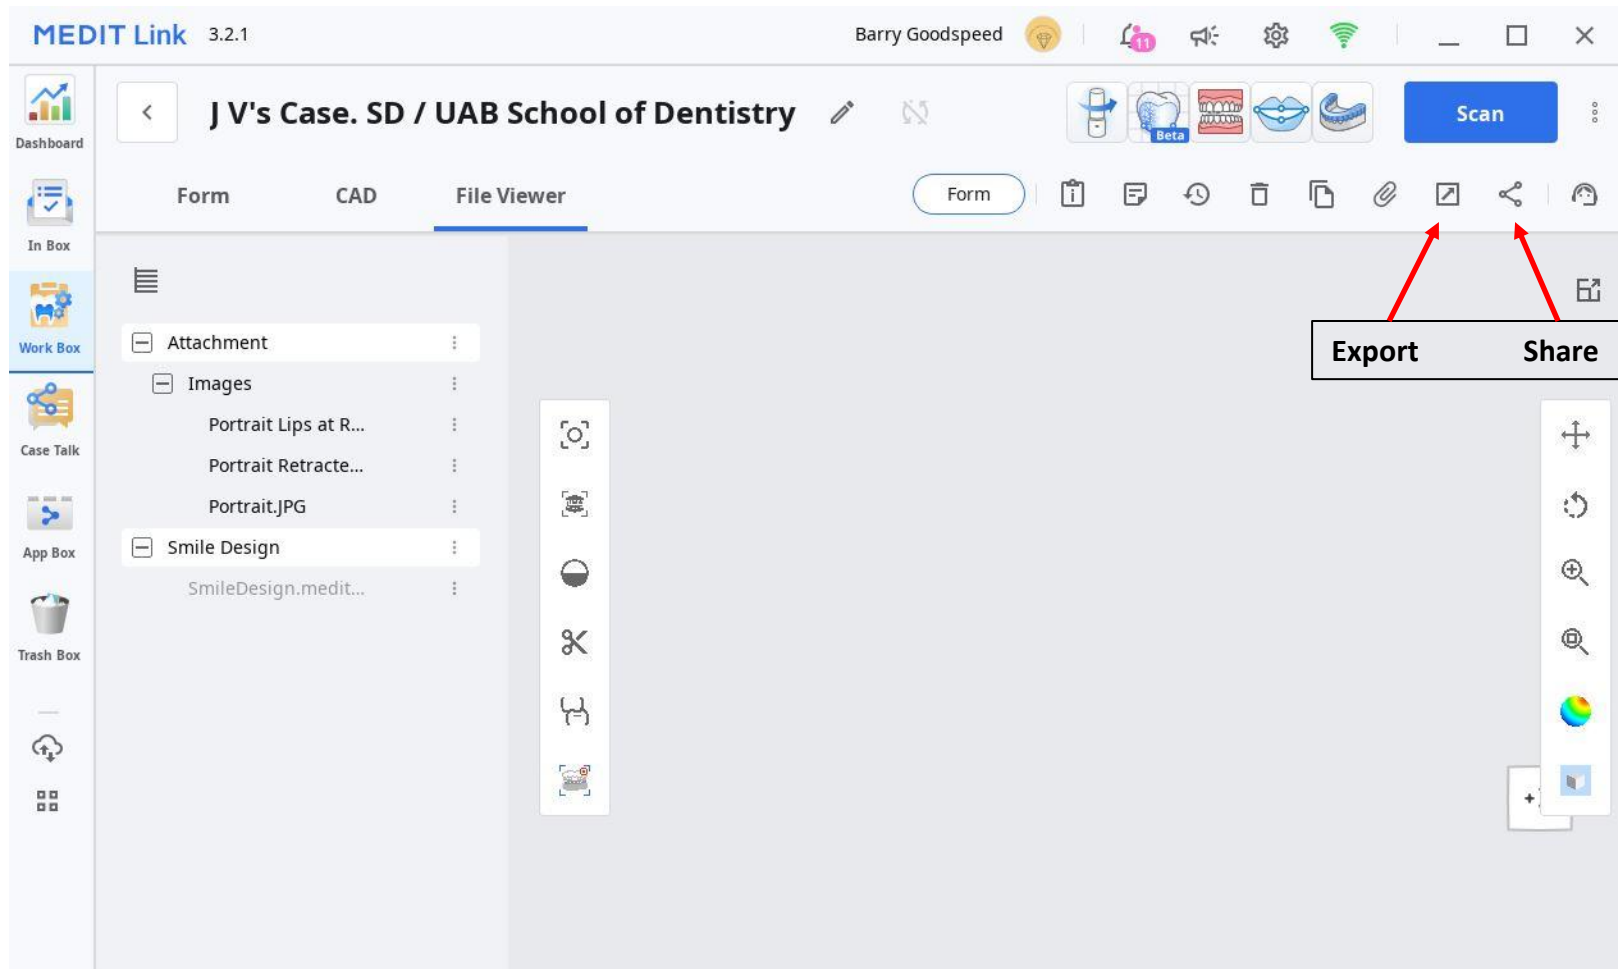 MEDIT Link 3.2.1
Barry Goodspeed
11
Dashboard
J V's Case. SD / UAB School of Dentistry
Beta
Scan
Form
CAD
File Viewer
Form
In Box
Work Box
Case Talk
App Box
Trash Box
Attachment
Images
Portrait Lips at R...
Portrait Retracte...
Portrait.JPG
Smile Design
SmileDesign.medit...
Export
Share